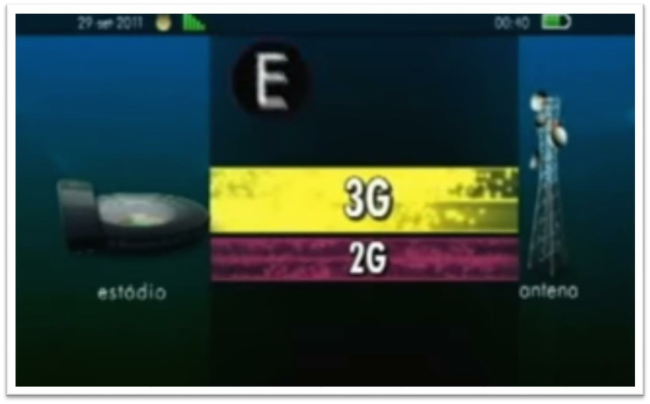 29-set-2011 00:40
E
3G
2G
estádio
antena